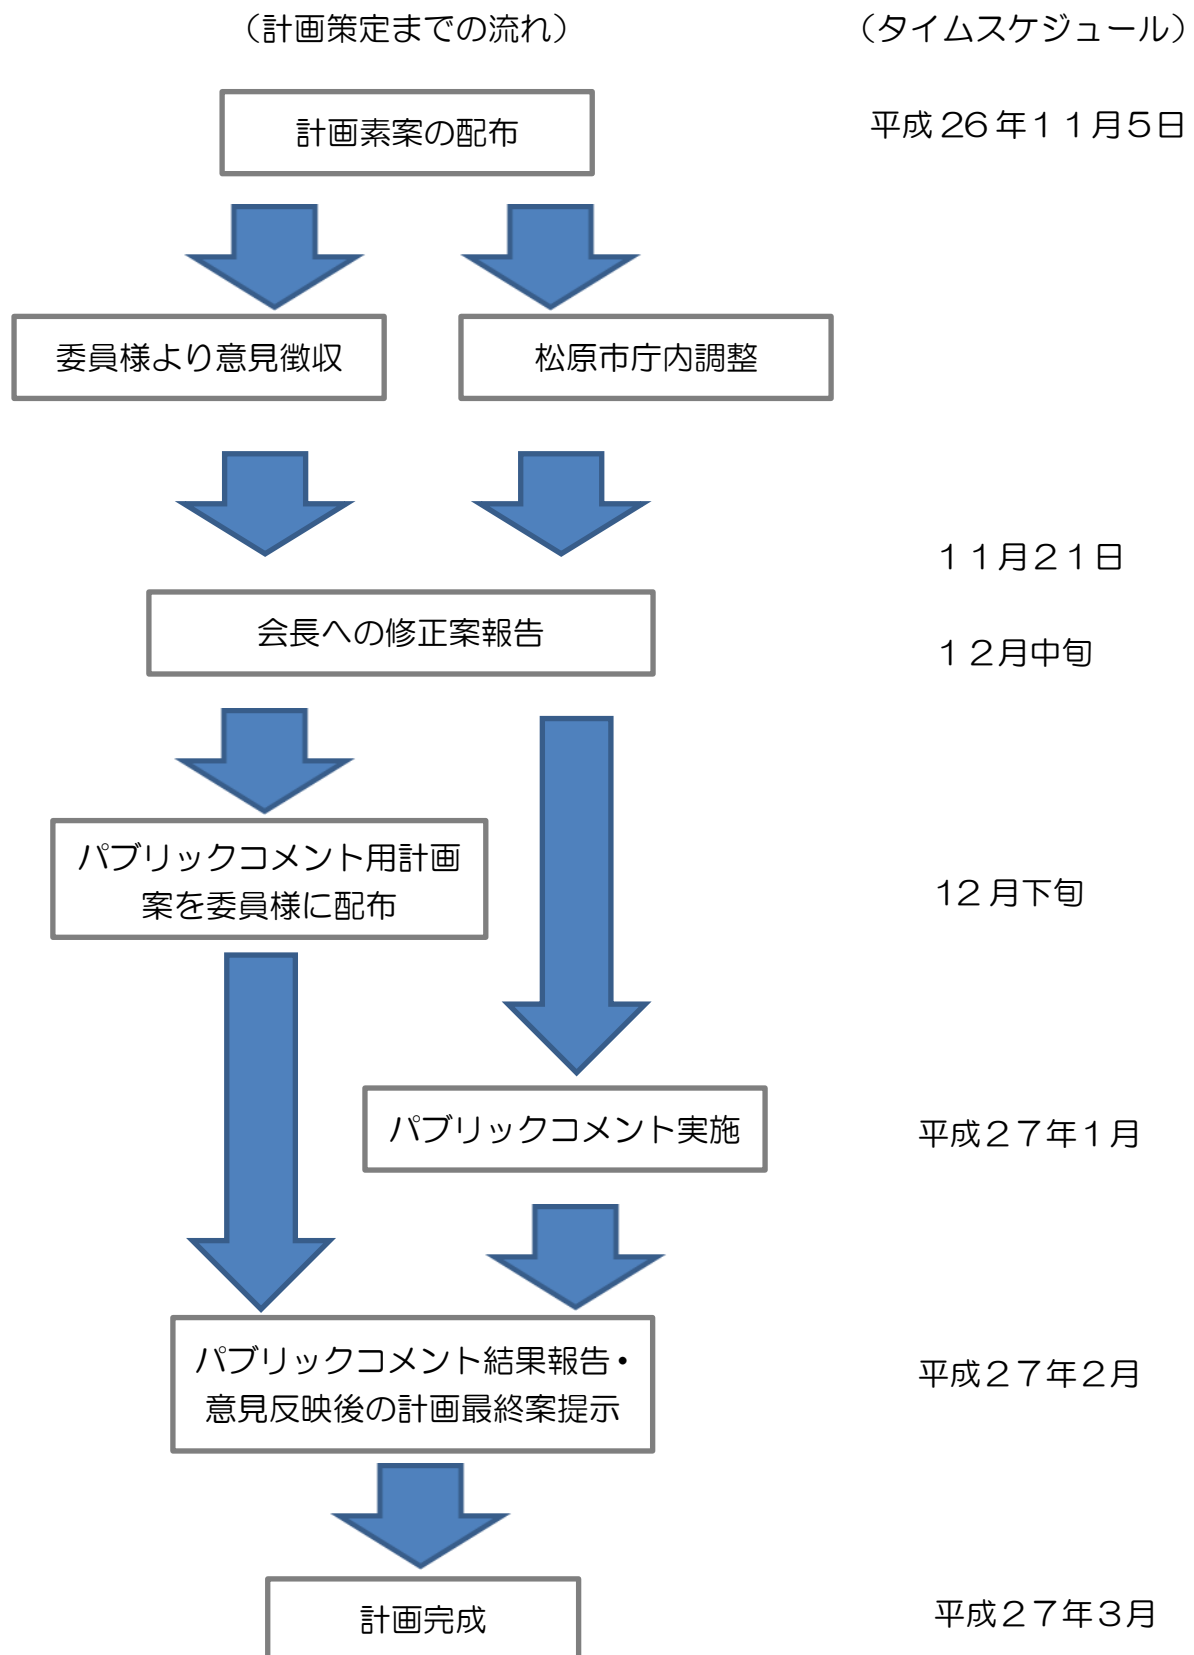 （計画策定までの流れ）
（タイムスケジュール）
計画素案の配布
平成26年１１月５日
委員様より意見徴収
松原市庁内調整
１１月２１日
会長への修正案報告
１２月中旬
パブリックコメント用計画
案を委員様に配布
12月下旬
パブリックコメント実施
平成２７年１月
パブリックコメント結果報告・
意見反映後の計画最終案提示
平成２７年２月
計画完成
平成２７年３月